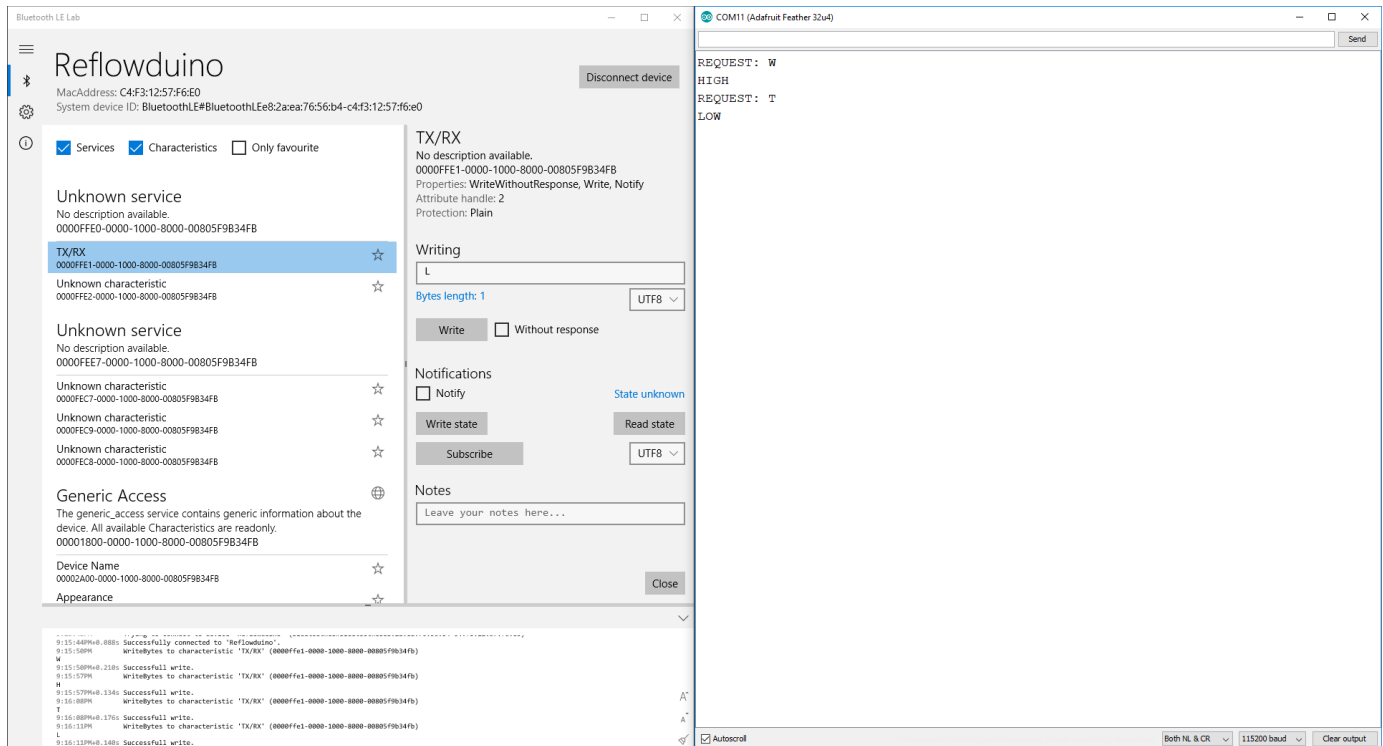 Bluetooth LE Lab
Reflowduino
MacAddress: C4:F3:12:57:F6:E0
System device ID: BluetoothLE#BluetoothLEe8:2a:ea:76:56:b4-c4:f3:12:57:f6:e0
Disconnect device
Services Characteristics Only favourite
Unknown service
No description available.
0000FFE0-0000-1000-8000-00805F9B34FB
TX/RX
0000FFE1-0000-1000-8000-00805F9B34FB
Unknown characteristic
0000FFE2-0000-1000-8000-00805F9B34FB
Unknown service
No description available.
0000FEE7-0000-1000-8000-00805F9B34FB
Unknown characteristic
0000FEC7-0000-1000-8000-00805F9B34FB
Unknown characteristic
0000FEC9-0000-1000-8000-00805F9B34FB
Unknown characteristic
0000FEC8-0000-1000-8000-00805F9B34FB
Generic Access
The generic_access service contains generic information about the
device. All available Characteristics are readonly.
00001800-0000-1000-8000-00805F9B34FB
Device Name
00002A00-0000-1000-8000-00805F9B34FB
Appearance
TX/RX
No description available.
0000FFE1-0000-1000-8000-00805F9B34FB
Properties: WriteWithoutResponse, Write, Notify
Attribute handle: 2
Protection: Plain
Writing
L
Bytes length: 1
UTF8
Write Without response
Notifications
Notify State unknown
Write state Read state
Subscribe UTF8
Notes
Leave your notes here...
Close
9:15:44PM+0.088s Successfully connected to 'Reflowduino'.
9:15:50PM WriteBytes to characteristic 'TX/RX' (0000ffe1-0000-1000-8000-00805f9b34fb)
W
9:15:50PM+0.210s Successfull write.
9:15:57PM WriteBytes to characteristic 'TX/RX' (0000ffe1-0000-1000-8000-00805f9b34fb)
H
9:15:57PM+0.134s Successfull write.
9:16:08PM WriteBytes to characteristic 'TX/RX' (0000ffe1-0000-1000-8000-00805f9b34fb)
T
9:16:08PM+0.176s Successfull write.
9:16:11PM WriteBytes to characteristic 'TX/RX' (0000ffe1-0000-1000-8000-00805f9b34fb)
L
9:16:11PM+0.140s Successfull write.
A
A
COM11 (Adafruit Feather 32u4)
Send
REQUEST: W
HIGH
REQUEST: T
LOW
Autoscroll
Both NL & CR
115200 baud
Clear output